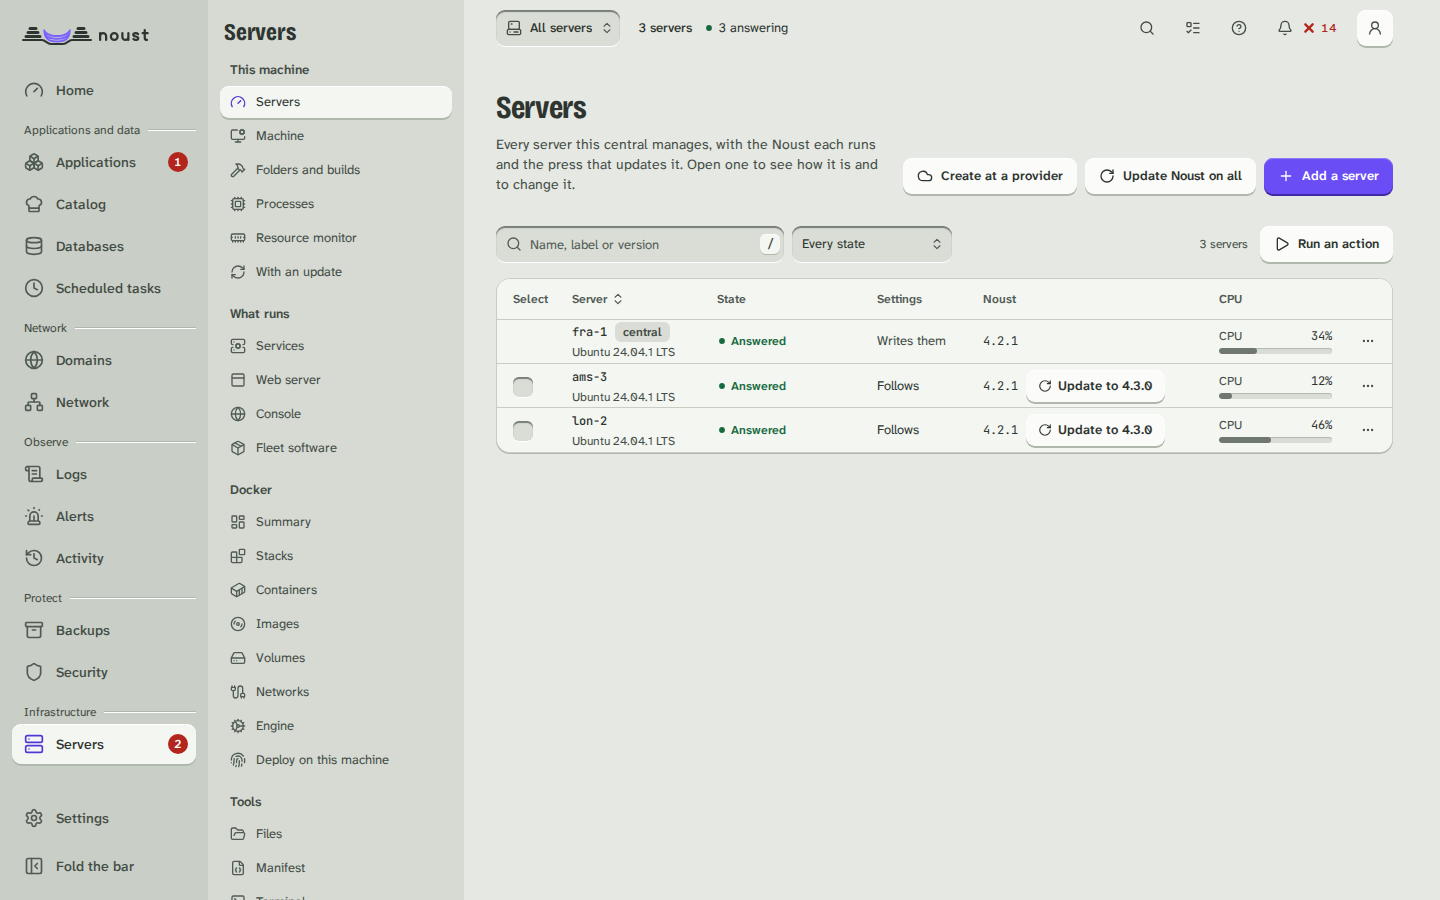 noust
Home
Applications and data
Applications 1
Catalog
Databases
Scheduled tasks
Network
Domains
Network
Observe
Logs
Alerts
Activity
Protect
Backups
Security
Infrastructure
Servers 2
Settings
Fold the bar
Servers
This machine
Servers
Machine
Folders and builds
Processes
Resource monitor
With an update
What runs
Services
Web server
Console
Fleet software
Docker
Summary
Stacks
Containers
Images
Volumes
Networks
Engine
Deploy on this machine
Tools
Files
Manifest
All servers 3 servers 3 answering 14
Servers
Every server this central manages, with the Noust each runs
and the press that updates it. Open one to see how it is and
to change it.
Create at a provider Update Noust on all Add a server
Name, label or version / Every state 3 servers Run an action
Select Server State Settings Noust CPU
fra-1 central Answered Writes them 4.2.1 CPU 34%
Ubuntu 24.04.1 LTS
ams-3 Answered Follows 4.2.1 Update to 4.3.0 CPU 12%
Ubuntu 24.04.1 LTS
lon-2 Answered Follows 4.2.1 Update to 4.3.0 CPU 46%
Ubuntu 24.04.1 LTS